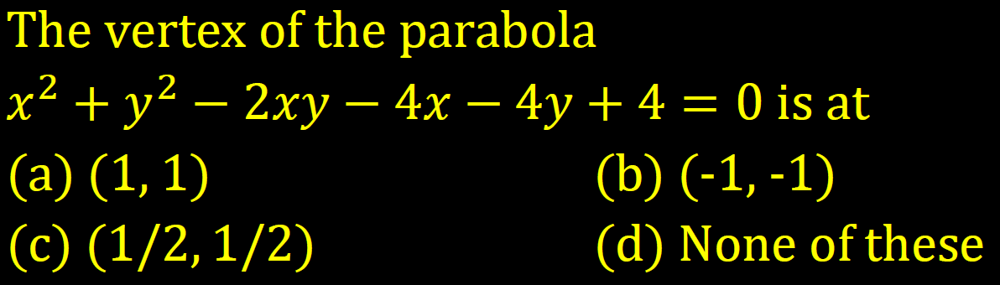 The vertex of the parabola
x² + y² − 2xy − 4x − 4y + 4 = 0 is at
(a) (1, 1) (b) (-1, -1)
(c) (1/2, 1/2) (d) None of these